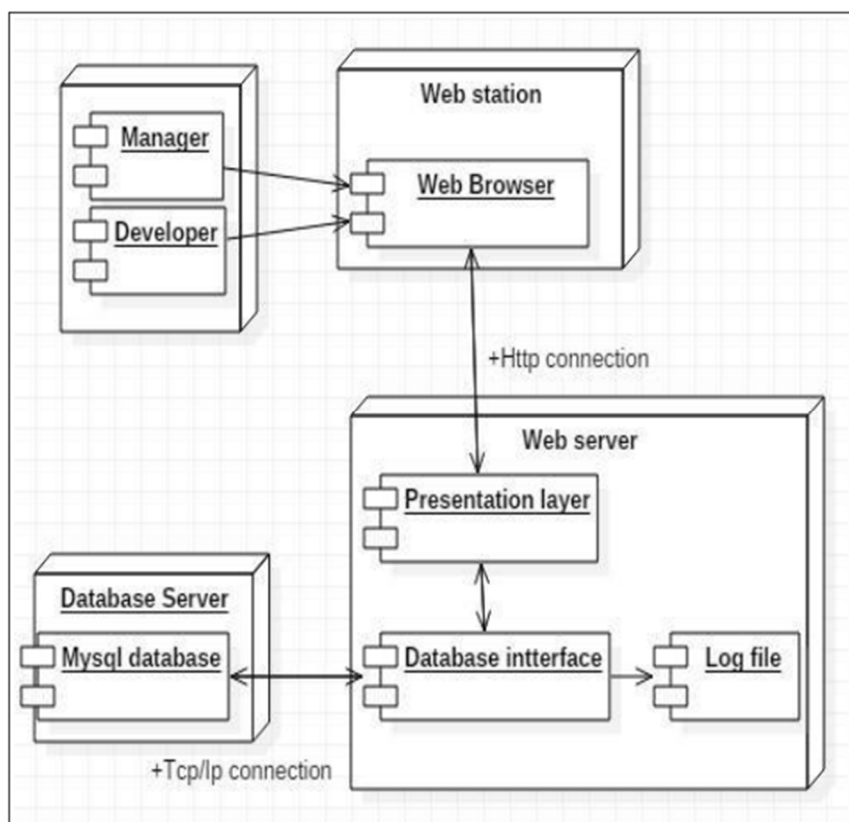 Web station
Manager
Web Browser
Developer
+Http connection
Web server
Presentation layer
Database Server
Mysql database
Database intterface
Log file
+Tcp/Ip connection